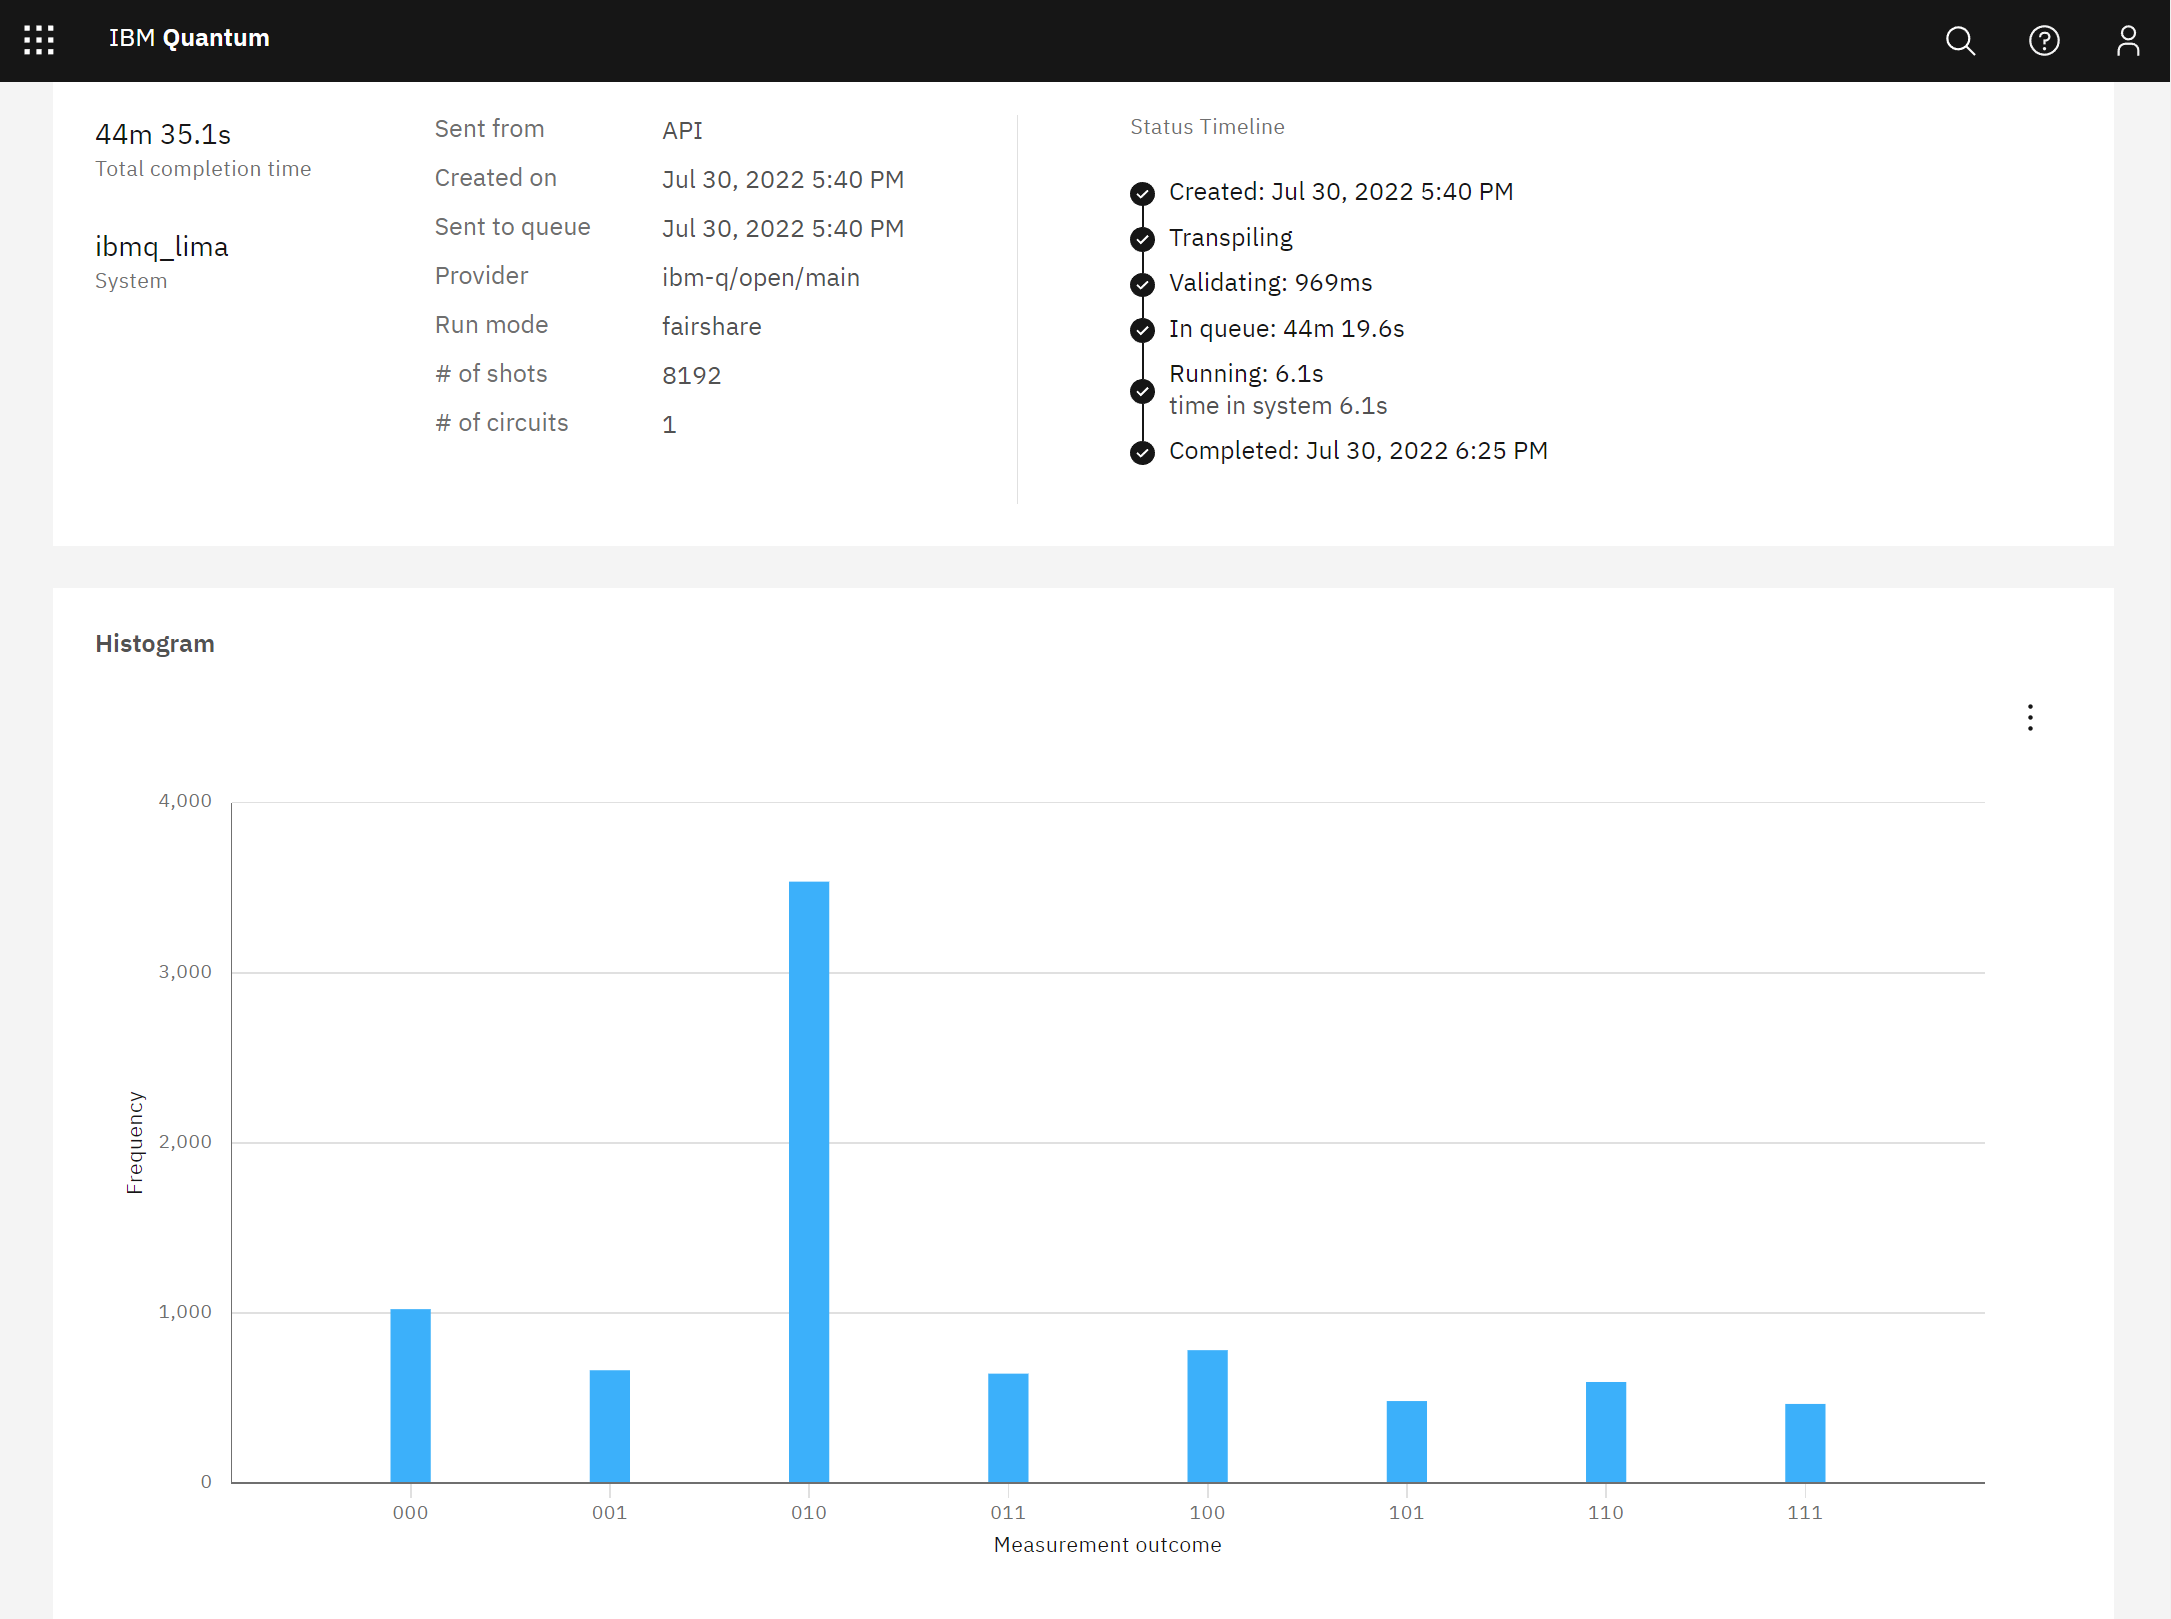 IBM Quantum
44m 35.1s
Total completion time
ibmq_lima
System
Sent from API
Created on Jul 30, 2022 5:40 PM
Sent to queue Jul 30, 2022 5:40 PM
Provider ibm-q/open/main
Run mode fairshare
# of shots 8192
# of circuits 1
Status Timeline
Created: Jul 30, 2022 5:40 PM
Transpiling
Validating: 969ms
In queue: 44m 19.6s
Running: 6.1s
time in system 6.1s
Completed: Jul 30, 2022 6:25 PM
Histogram
4,000
3,000
2,000
1,000
0
Frequency
000 001 010 011 100 101 110 111
Measurement outcome